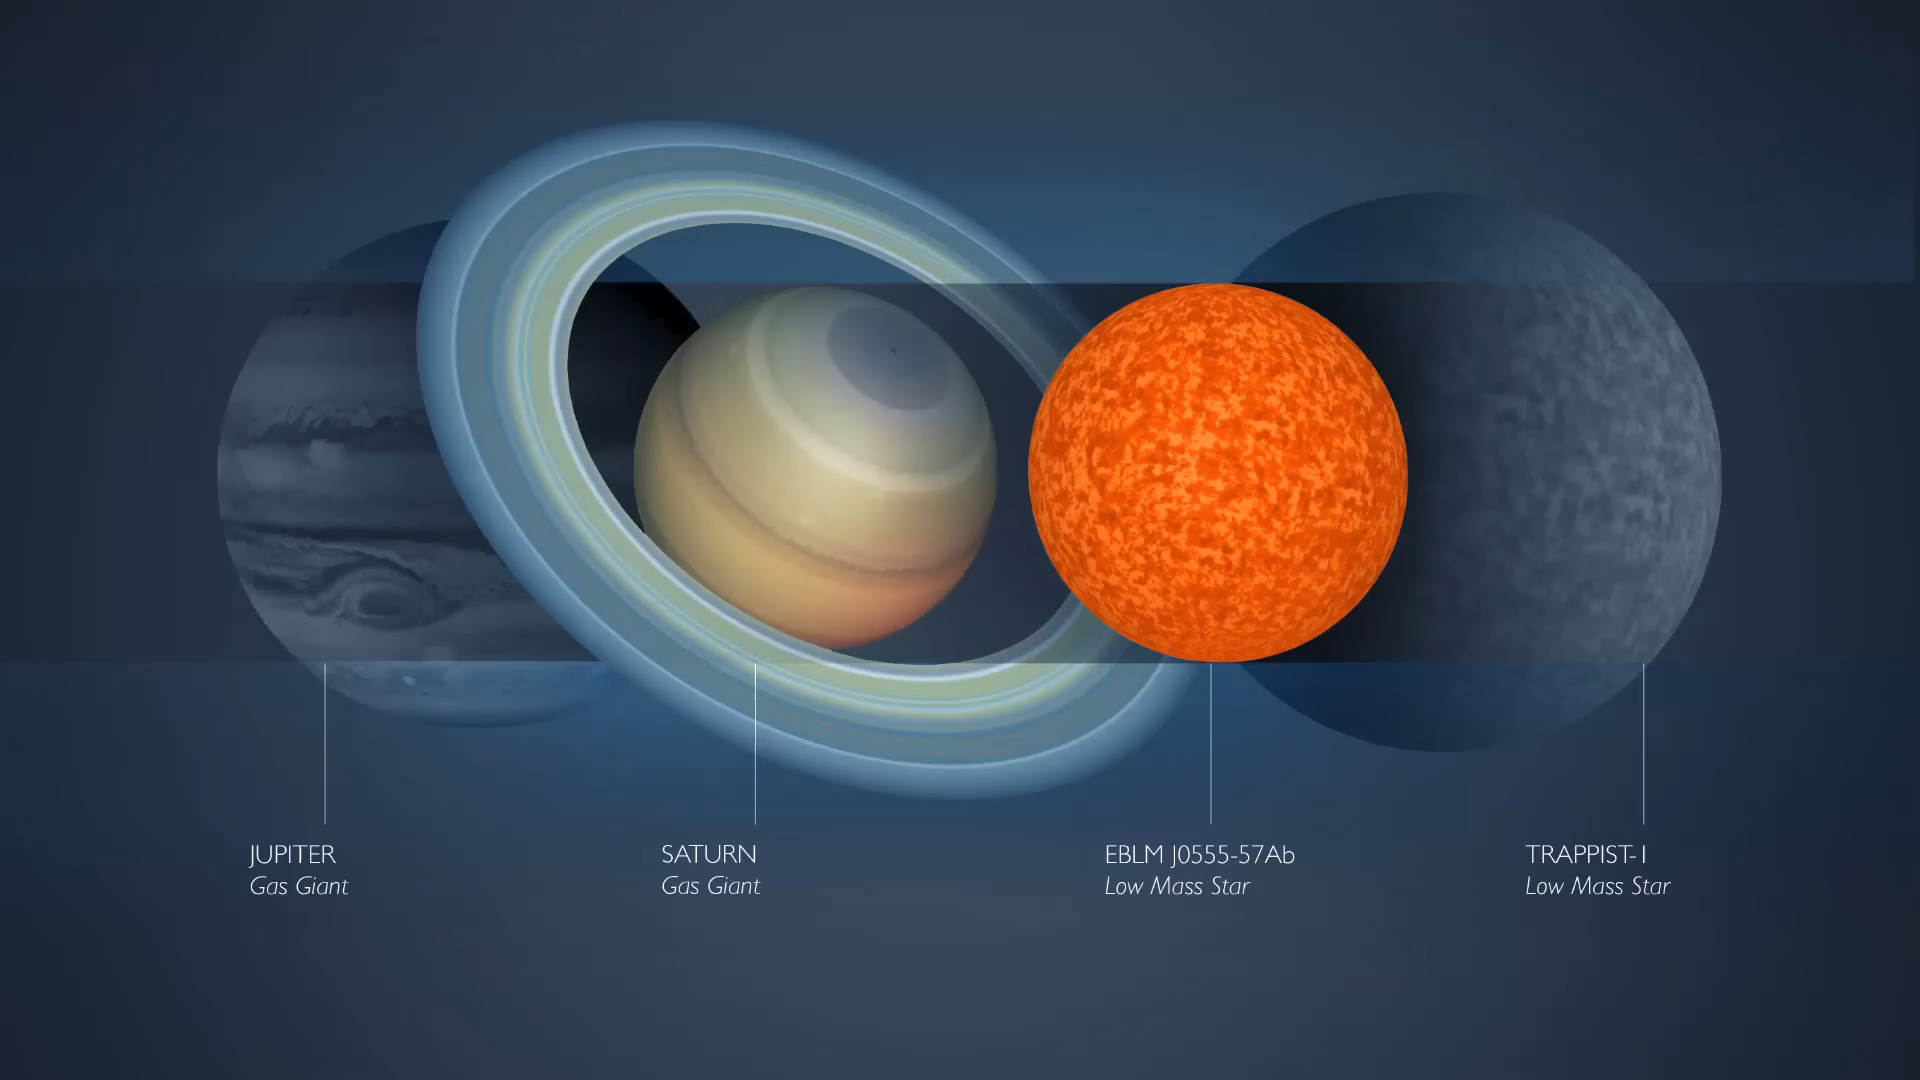 JUPITER
Gas Giant
SATURN
Gas Giant
EBLM J0555-57Ab
Low Mass Star
TRAPPIST-1
Low Mass Star